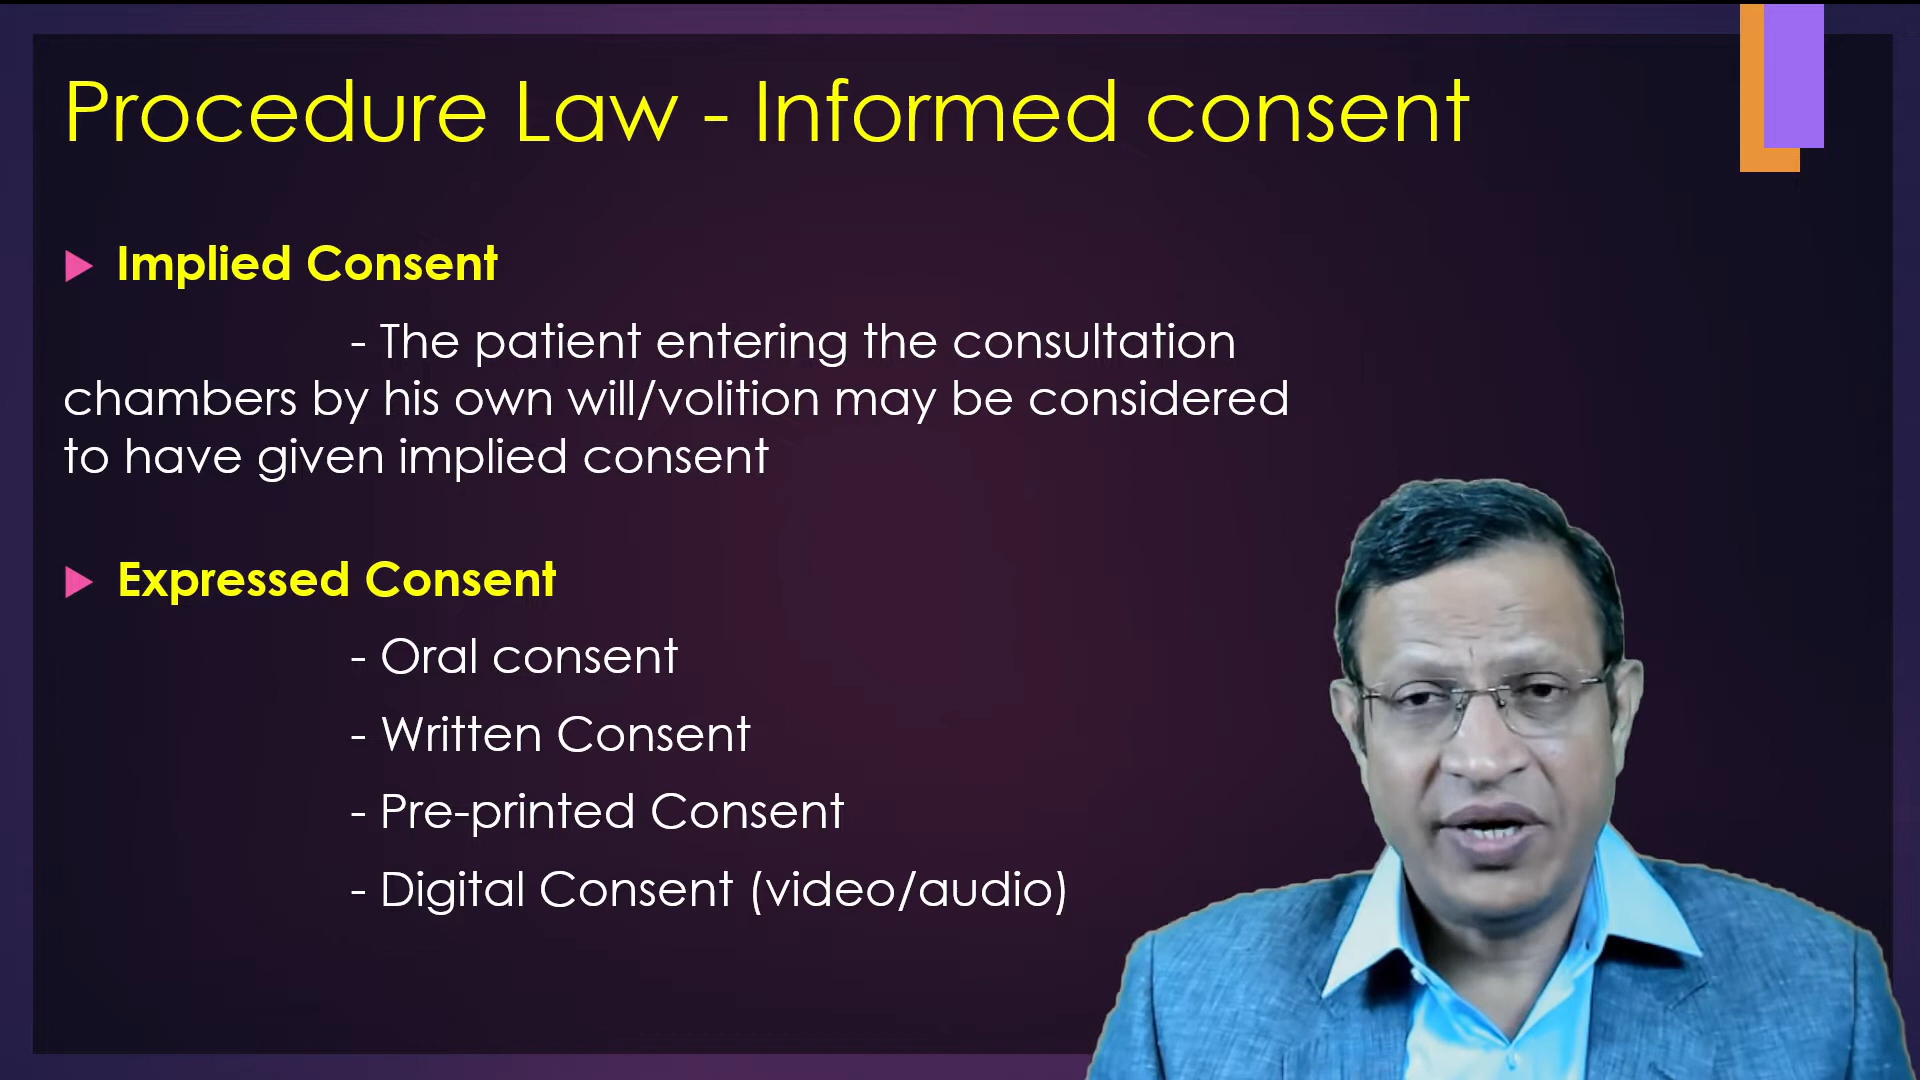 Procedure Law - Informed consent
Implied Consent
- The patient entering the consultation
chambers by his own will/volition may be considered
to have given implied consent
Expressed Consent
- Oral consent
- Written Consent
- Pre-printed Consent
- Digital Consent (video/audio)